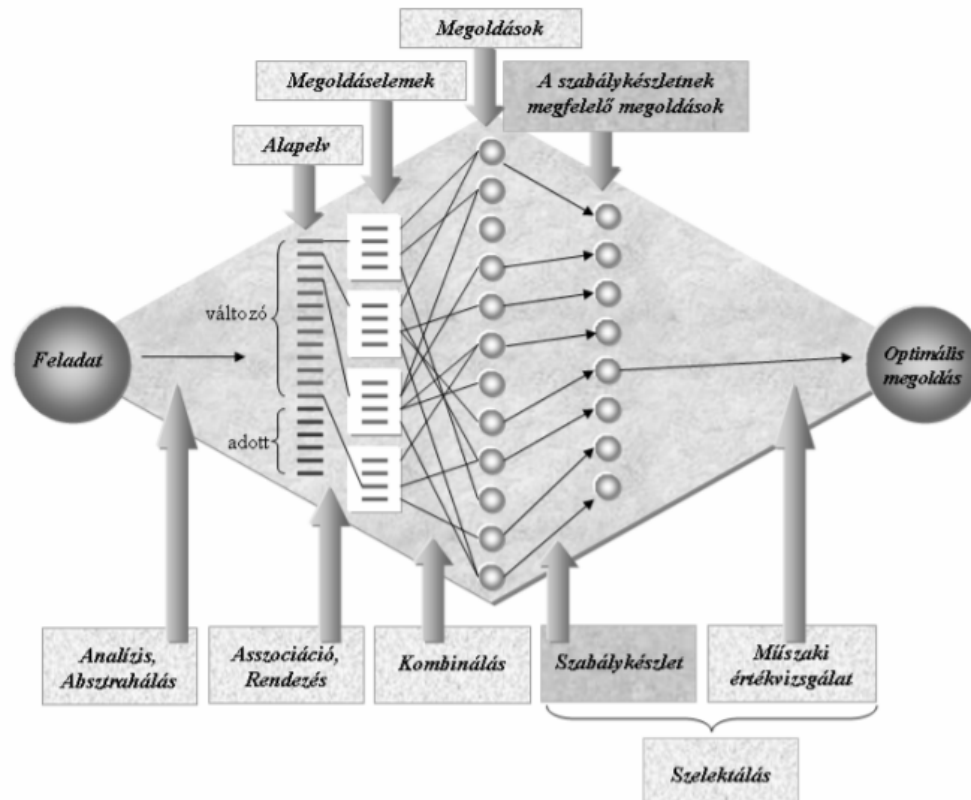 Megoldások
Megoldáselemek
A szabálykészletnek
megfelelő megoldások
Alapelv
változó
Feladat
Optimális
megoldás
adott
Analízis,
Absztrahálás
Asszociáció,
Rendezés
Kombinálás
Szabálykészlet
Műszaki
értékvizsgálat
Szelektálás